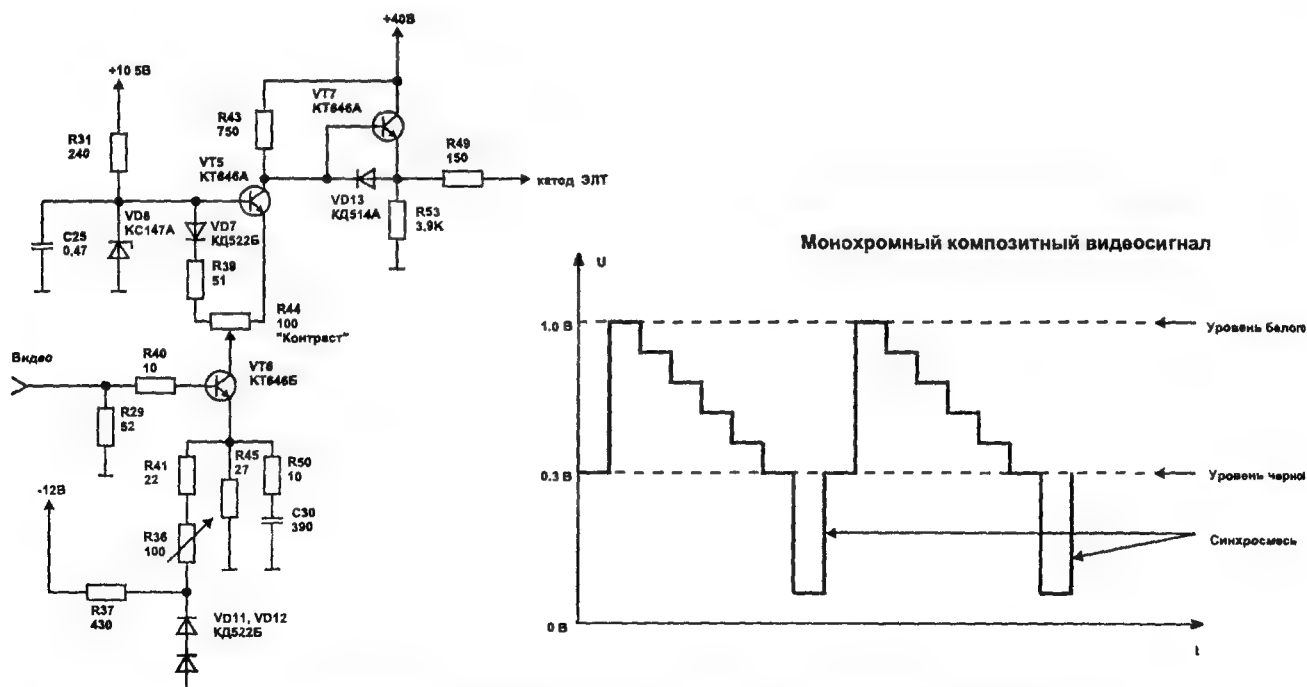 +40В
+10 5В
VT7
КТ646А
R43
750
R31
240
R49
150
VT5
КТ646А
катод ЭЛТ
VD13
КД514А
R53
3,9К
VD8
КС147А
VD7
КД522Б
C25
0,47
R39
51
R44
100
"Контраст"
Видео
R40
10
VT6
КТ646Б
R29
52
R41
22
R45
27
R50
10
-12В
C30
390
R36
100
R37
430
VD11, VD12
КД522Б
Монохромный композитный видеосигнал
U
1.0 В
Уровень белого
0.3 В
Уровень черно
Синхросмесь
0 В
t